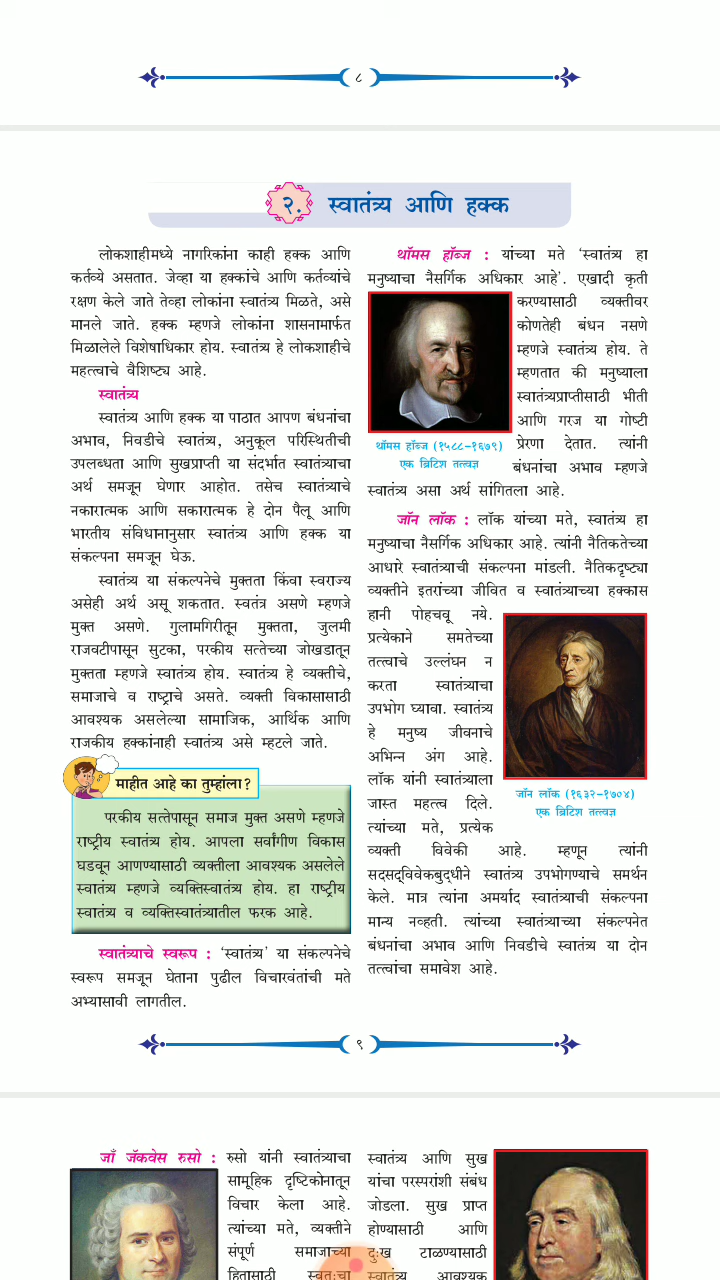 ८
२. स्वातंत्र्य आणि हक्क
लोकशाहीमध्ये नागरिकांना काही हक्क आणि
कर्तव्ये असतात. जेव्हा या हक्कांचे आणि कर्तव्यांचे
रक्षण केले जाते तेव्हा लोकांना स्वातंत्र्य मिळते, असे
मानले जाते. हक्क म्हणजे लोकांना शासनामार्फत
मिळालेले विशेषाधिकार होय. स्वातंत्र्य हे लोकशाहीचे
महत्त्वाचे वैशिष्ट्य आहे.
स्वातंत्र्य
स्वातंत्र्य आणि हक्क या पाठात आपण बंधनांचा
अभाव, निवडीचे स्वातंत्र्य, अनुकूल परिस्थितीची
उपलब्धता आणि सुखप्राप्ती या संदर्भात स्वातंत्र्याचा
अर्थ समजून घेणार आहोत. तसेच स्वातंत्र्याचे
नकारात्मक आणि सकारात्मक हे दोन पैलू आणि
भारतीय संविधानानुसार स्वातंत्र्य आणि हक्क या
संकल्पना समजून घेऊ.
स्वातंत्र्य या संकल्पनेचे मुक्तता किंवा स्वराज्य
असेही अर्थ असू शकतात. स्वतंत्र असणे म्हणजे
मुक्त असणे. गुलामगिरीतून मुक्तता, जुलमी
राजवटीपासून सुटका, परकीय सत्तेच्या जोखडातून
मुक्तता म्हणजे स्वातंत्र्य होय. स्वातंत्र्य हे व्यक्तीचे,
समाजाचे व राष्ट्राचे असते. व्यक्ती विकासासाठी
आवश्यक असलेल्या सामाजिक, आर्थिक आणि
राजकीय हक्कांनाही स्वातंत्र्य असे म्हटले जाते.
माहीत आहे का तुम्हांला?
परकीय सत्तेपासून समाज मुक्त असणे म्हणजे
राष्ट्रीय स्वातंत्र्य होय. आपला सर्वांगीण विकास
घडवून आणण्यासाठी व्यक्तीला आवश्यक असलेले
स्वातंत्र्य म्हणजे व्यक्तिस्वातंत्र्य होय. हा राष्ट्रीय
स्वातंत्र्य व व्यक्तिस्वातंत्र्यातील फरक आहे.
स्वातंत्र्याचे स्वरूप : 'स्वातंत्र्य' या संकल्पनेचे
स्वरूप समजून घेताना पुढील विचारवंतांची मते
अभ्यासावी लागतील.
थॉमस हॉब्ज : यांच्या मते 'स्वातंत्र्य हा
मनुष्याचा नैसर्गिक अधिकार आहे'. एखादी कृती
करण्यासाठी व्यक्तीवर
कोणतेही बंधन नसणे
म्हणजे स्वातंत्र्य होय. ते
म्हणतात की मनुष्याला
स्वातंत्र्यप्राप्तीसाठी भीती
आणि गरज या गोष्टी
प्रेरणा देतात. त्यांनी
बंधनांचा अभाव म्हणजे
स्वातंत्र्य असा अर्थ सांगितला आहे.
थॉमस हॉब्ज (१५८८-१६७९)
एक ब्रिटिश तत्त्वज्ञ
जॉन लॉक : लॉक यांच्या मते, स्वातंत्र्य हा
मनुष्याचा नैसर्गिक अधिकार आहे. त्यांनी नैतिकतेच्या
आधारे स्वातंत्र्याची संकल्पना मांडली. नैतिकदृष्ट्या
व्यक्तीने इतरांच्या जीवित व स्वातंत्र्याच्या हक्कास
हानी पोहचवू नये.
प्रत्येकाने समतेच्या
तत्त्वाचे उल्लंघन न
करता स्वातंत्र्याचा
उपभोग घ्यावा. स्वातंत्र्य
हे मनुष्य जीवनाचे
अभिन्न अंग आहे.
लॉक यांनी स्वातंत्र्याला
जास्त महत्त्व दिले.
त्यांच्या मते, प्रत्येक
व्यक्ती विवेकी आहे. म्हणून त्यांनी
सद्सद्‌विवेकबुद्धीने स्वातंत्र्य उपभोगण्याचे समर्थन
केले. मात्र त्यांना अमर्याद स्वातंत्र्याची संकल्पना
मान्य नव्हती. त्यांच्या स्वातंत्र्याच्या संकल्पनेत
बंधनांचा अभाव आणि निवडीचे स्वातंत्र्य या दोन
तत्त्वांचा समावेश आहे.
जॉन लॉक (१६३२-१७०४)
एक ब्रिटिश तत्त्वज्ञ
९
जाँ जॅकवेस रुसो : रुसो यांनी स्वातंत्र्याचा
सामूहिक दृष्टिकोनातून
विचार केला आहे.
त्यांच्या मते, व्यक्तीने
संपूर्ण समाजाच्या
हितासाठी स्वतःचा
स्वातंत्र्य आणि सुख
यांचा परस्परांशी संबंध
जोडला. सुख प्राप्त
होण्यासाठी आणि
दुःख टाळण्यासाठी
स्वातंत्र्य आवश्यक